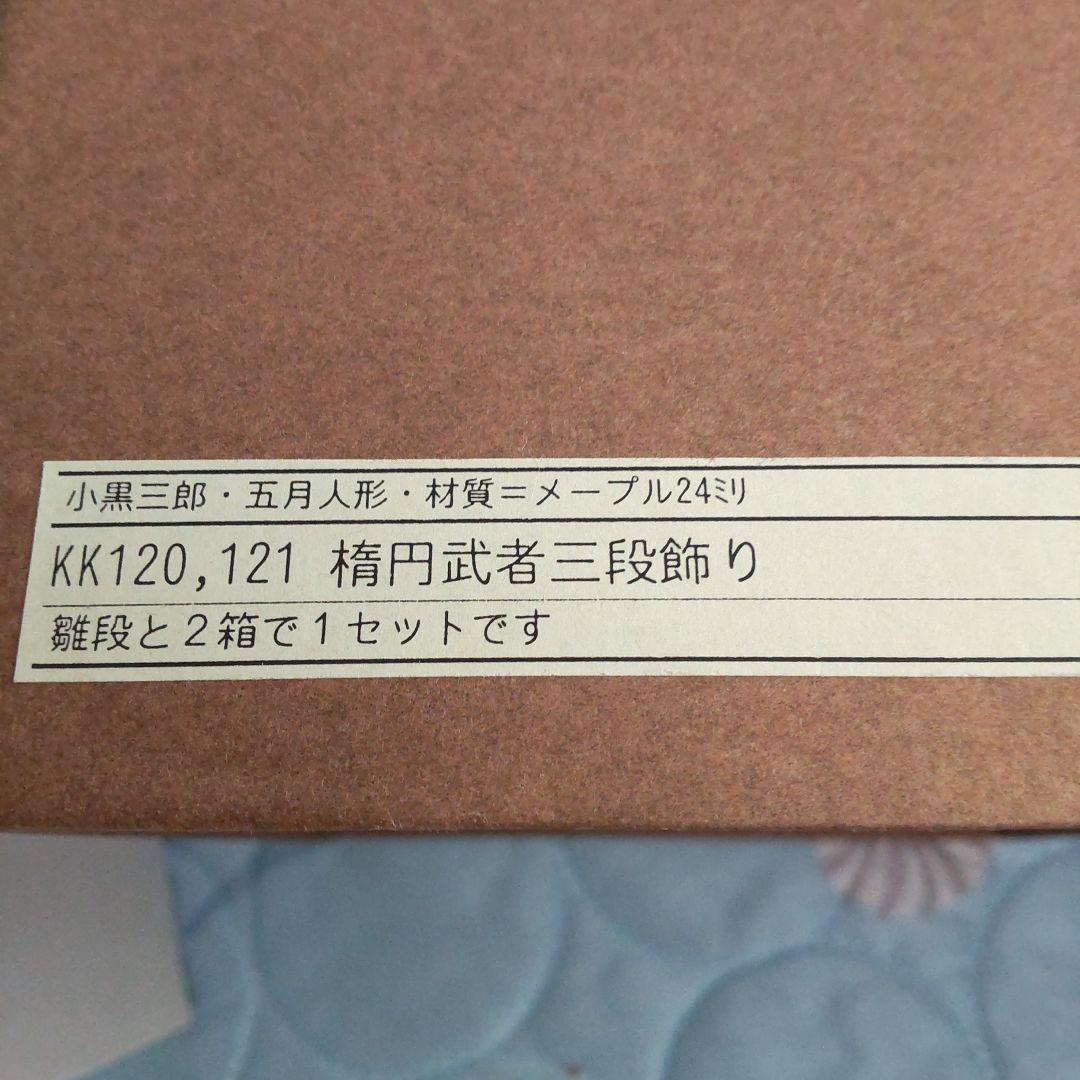 小黒三郎・五月人形・材質＝メープル24ﾐﾘ
KK120,121 楕円武者三段飾り
雛段と２箱で１セットです